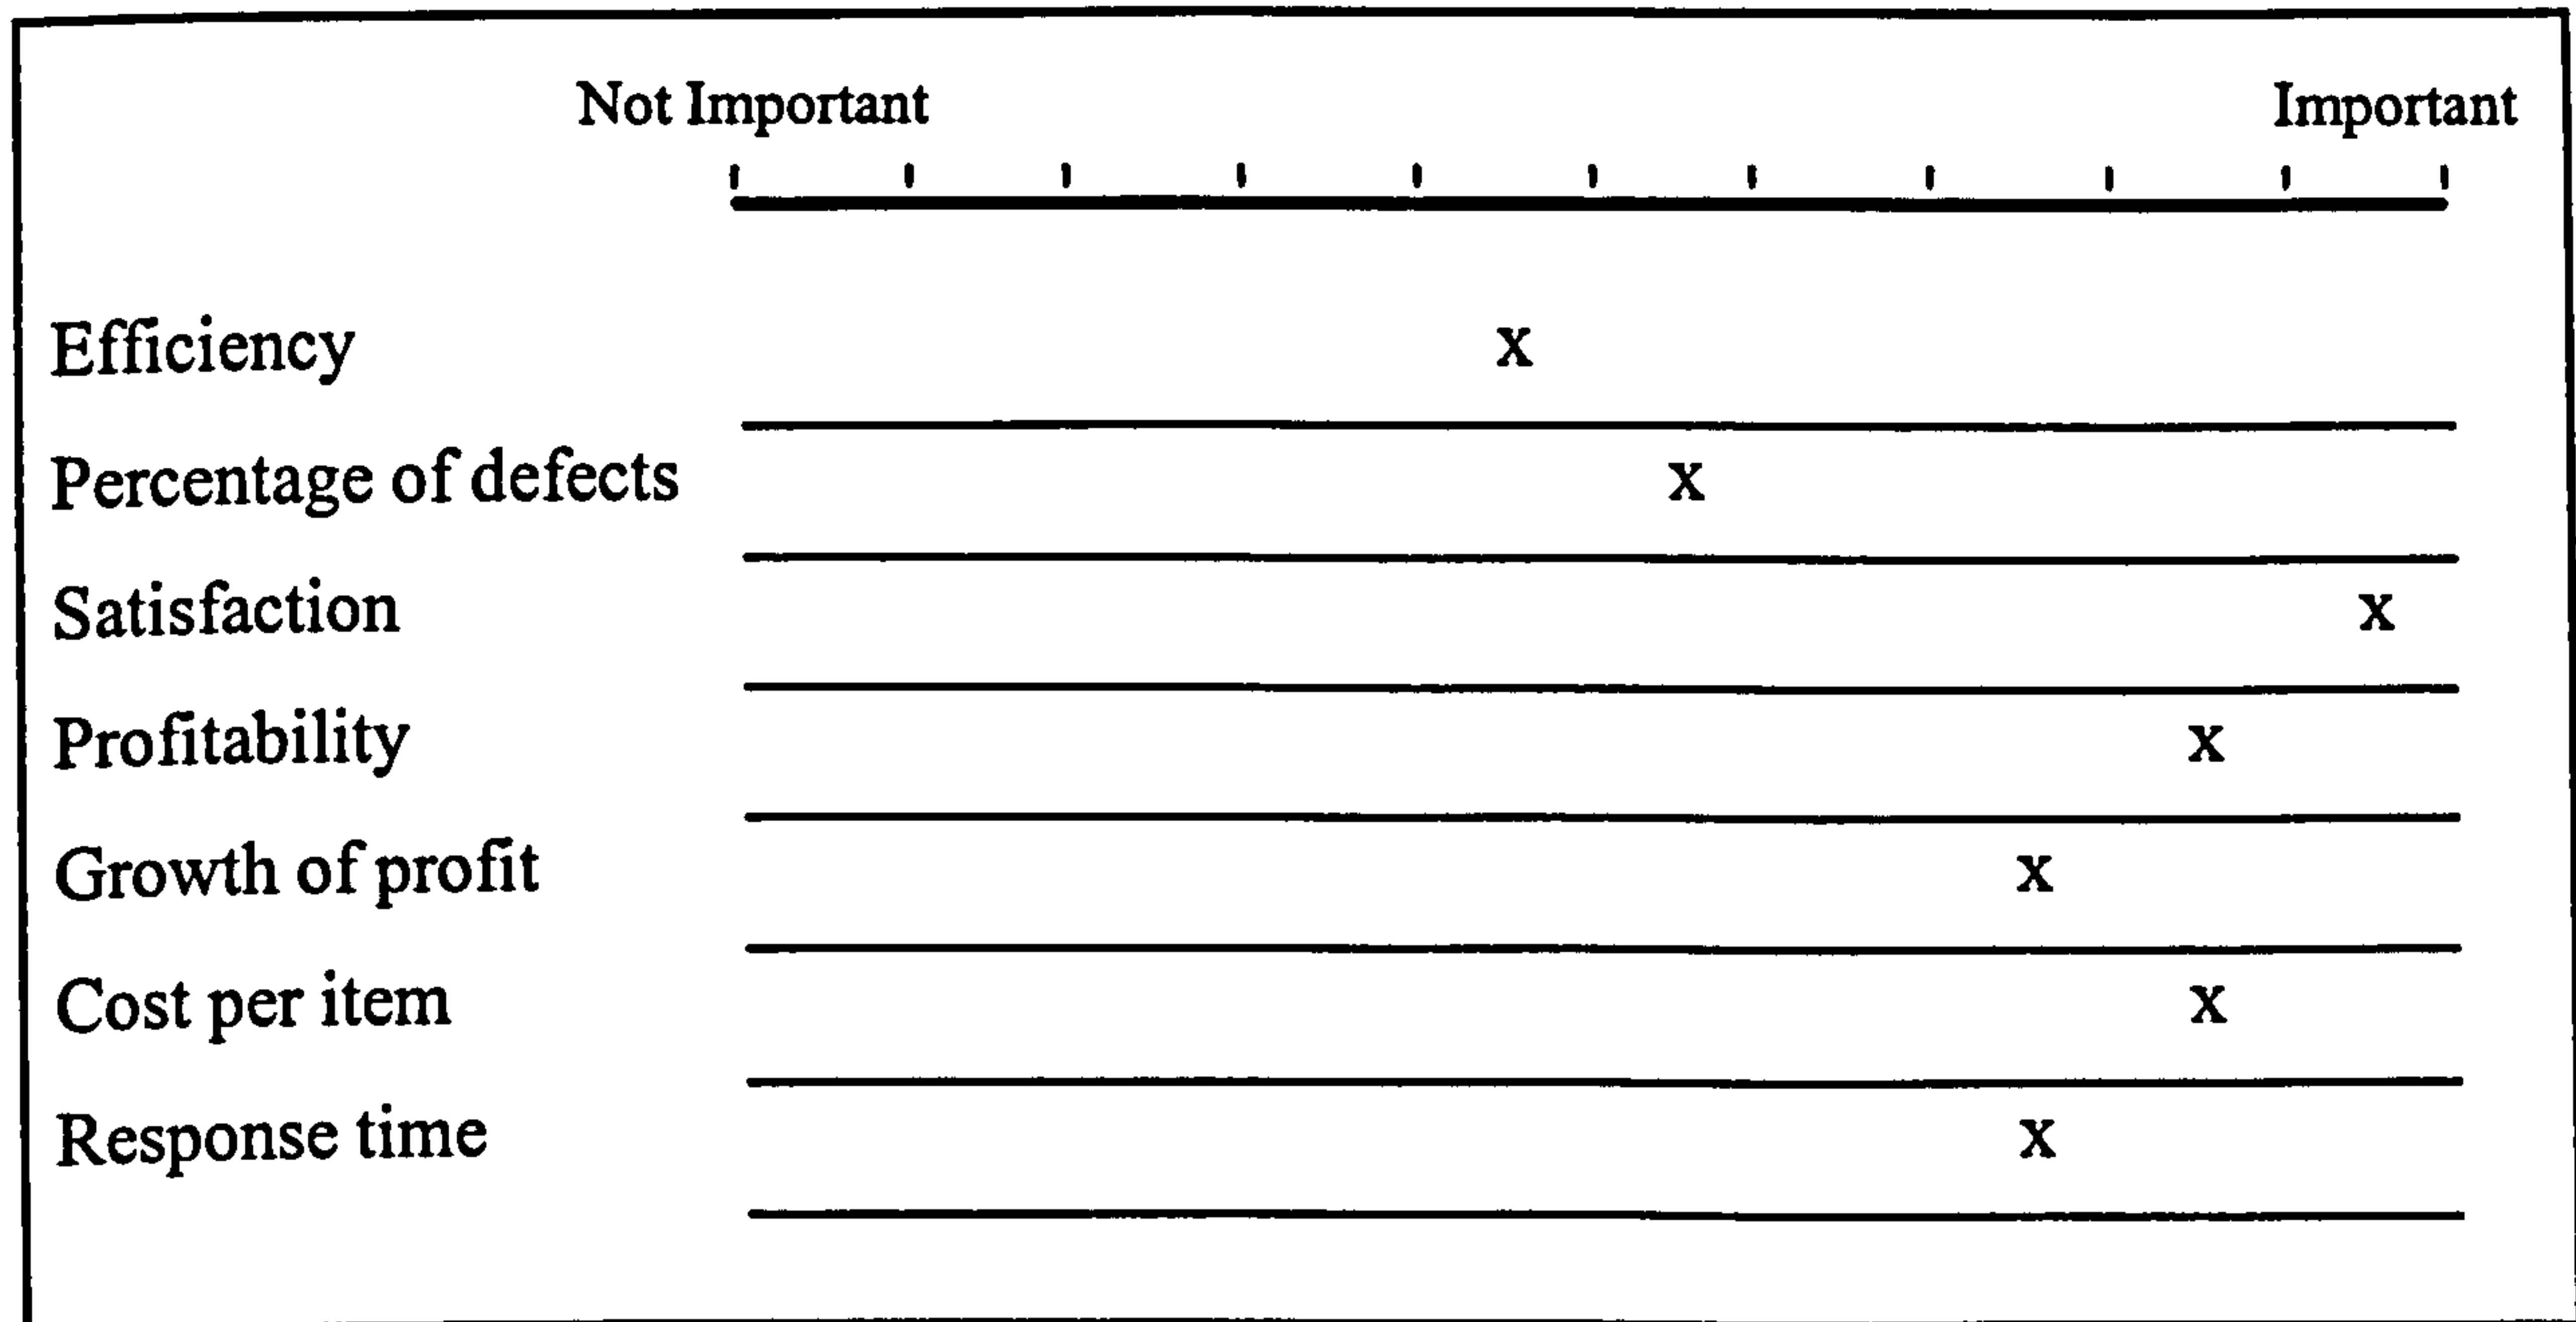 Not Important Important
Efficiency x
Percentage of defects x
Satisfaction x
Profitability x
Growth of profit x
Cost per item x
Response time x